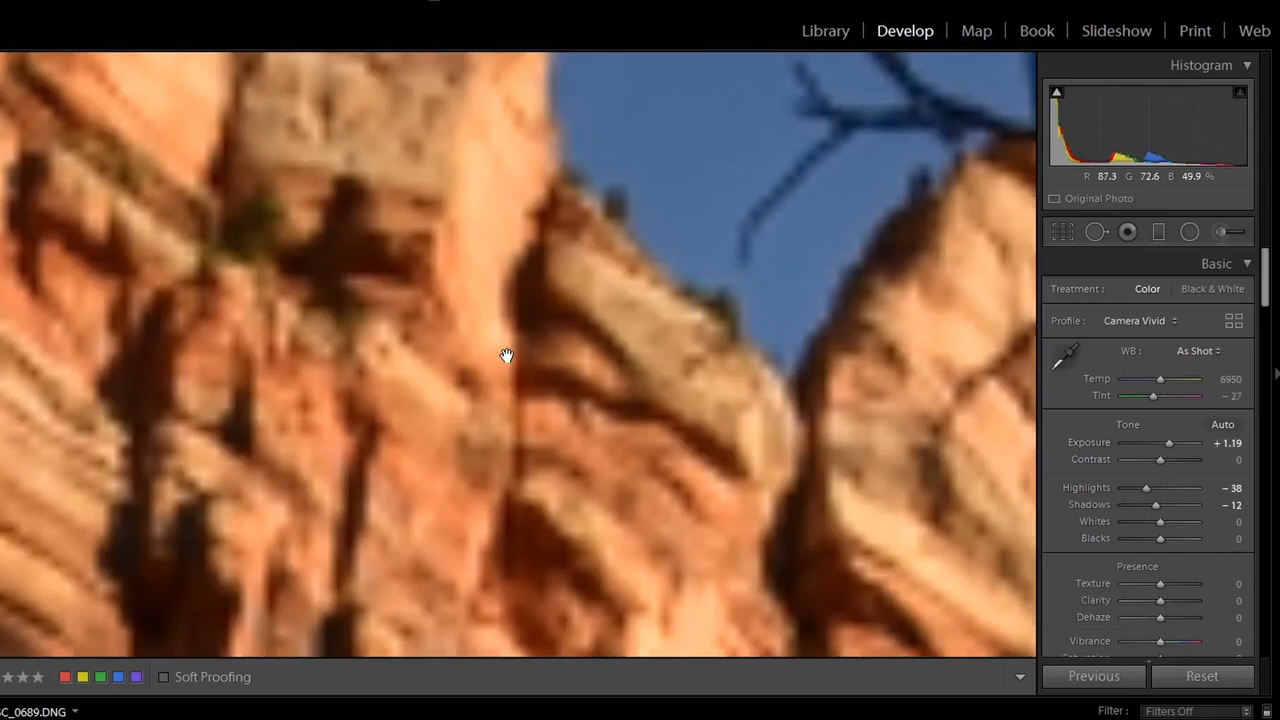 Library Develop Map Book Slideshow Print Web
Histogram
R 87.3 G 72.6 B 49.9 %
Original Photo
Basic
Treatment : Color Black & White
Profile : Camera Vivid
WB : As Shot
Temp 6950
Tint – 27
Tone Auto
Exposure + 1.19
Contrast 0
Highlights – 38
Shadows – 12
Whites 0
Blacks 0
Presence
Texture 0
Clarity 0
Dehaze 0
Vibrance 0
Soft Proofing
Previous Reset
SC_0689.DNG
Filter : Filters Off